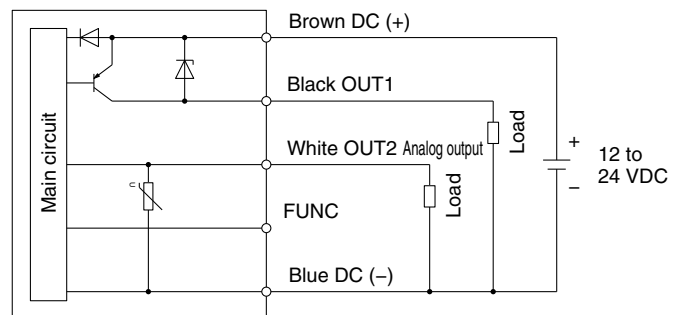 Brown DC (+)
Black OUT1
White OUT2 Analog output
FUNC
Blue DC (−)
Main circuit
Load
Load
+
−
12 to
24 VDC
U